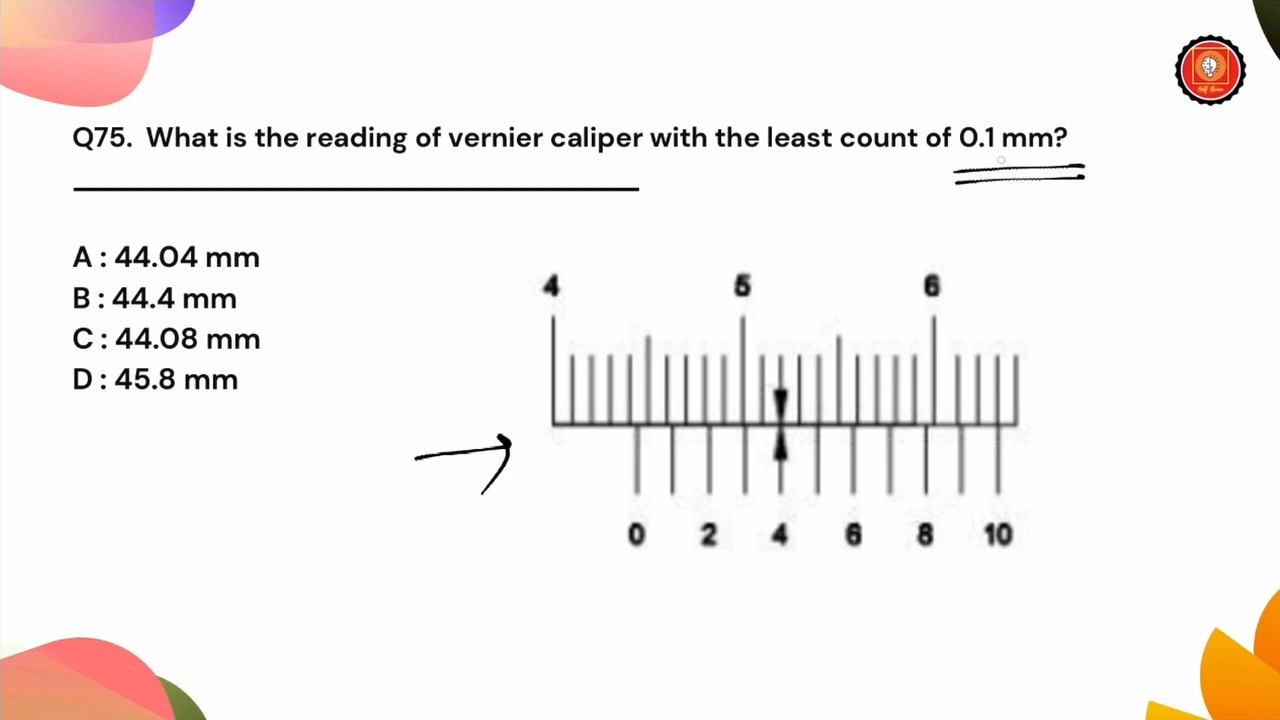 Q75. What is the reading of vernier caliper with the least count of 0.1 mm?
A : 44.04 mm
B : 44.4 mm
C : 44.08 mm
D : 45.8 mm
4 5 6
0 2 4 6 8 10